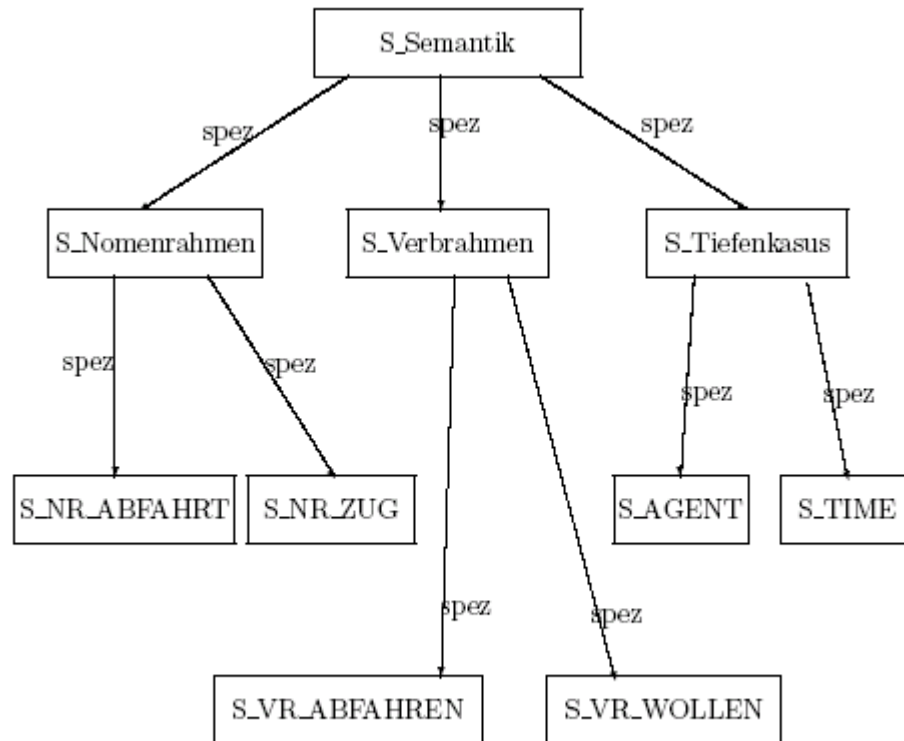 S_Semantik
spez
spez
spez
S_Nomenrahmen
S_Verbrahmen
S_Tiefenkasus
spez
spez
spez
spez
S_NR_ABFAHRT
S_NR_ZUG
S_AGENT
S_TIME
spez
spez
S_VR_ABFAHREN
S_VR_WOLLEN